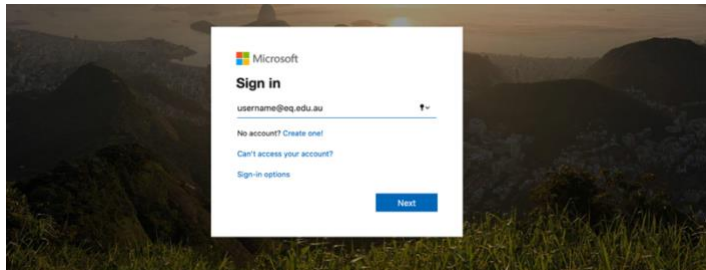 Microsoft
Sign in
username@eq.edu.au
No account? Create one!
Can't access your account?
Sign-in options
Next